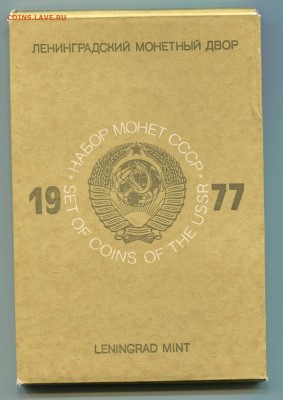 COINS.LAVE.RU
ЛЕНИНГРАДСКИЙ МОНЕТНЫЙ ДВОР
* НАБОР МОНЕТ СССР *
19 77
SET OF COINS OF THE USSR
LENINGRAD MINT